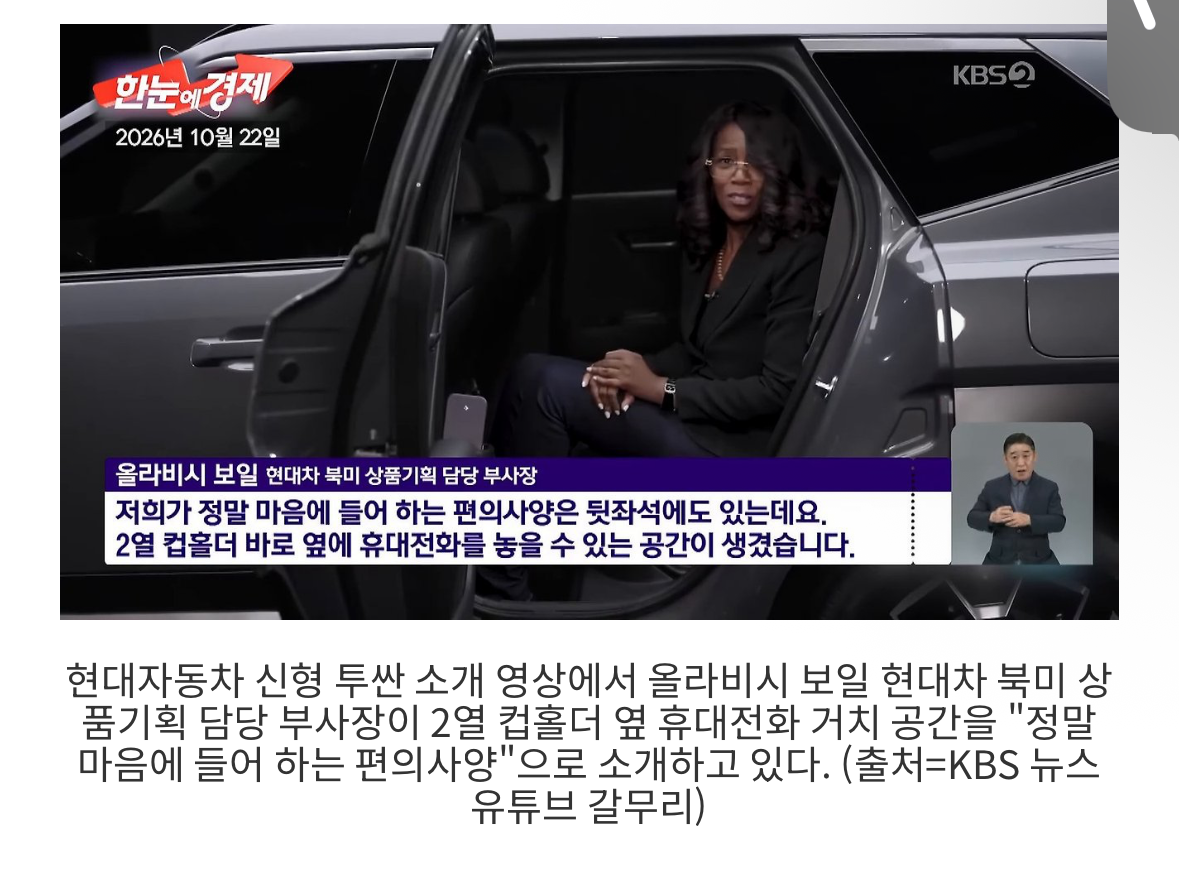 한눈에경제
KBS2
2026년 10월 22일
올라비시 보일 현대차 북미 상품기획 담당 부사장
저희가 정말 마음에 들어 하는 편의사양은 뒷좌석에도 있는데요.
2열 컵홀더 바로 옆에 휴대전화를 놓을 수 있는 공간이 생겼습니다.
현대자동차 신형 투싼 소개 영상에서 올라비시 보일 현대차 북미 상
품기획 담당 부사장이 2열 컵홀더 옆 휴대전화 거치 공간을 "정말
마음에 들어 하는 편의사양"으로 소개하고 있다. (출처=KBS 뉴스
유튜브 갈무리)